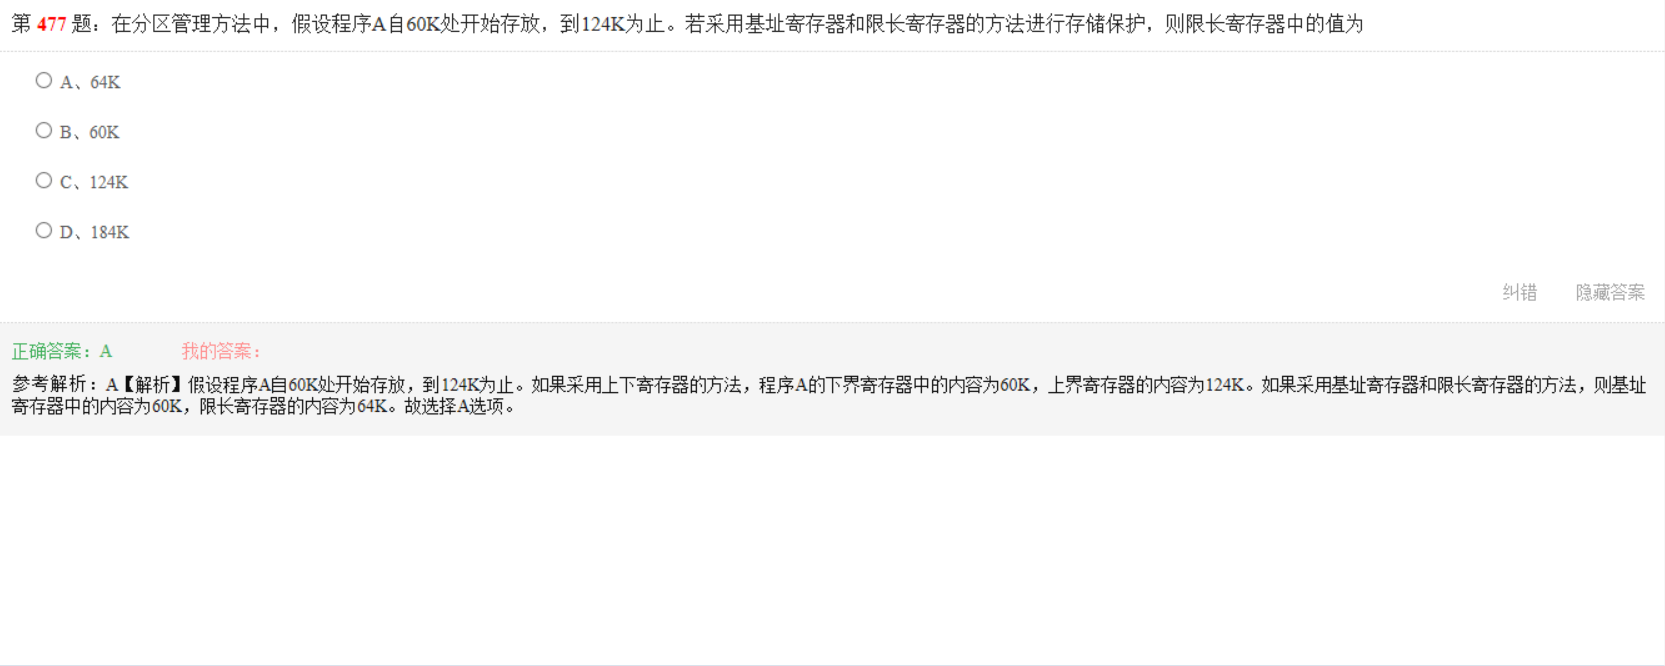 第 477 题：在分区管理方法中，假设程序A自60K处开始存放，到124K为止。若采用基址寄存器和限长寄存器的方法进行存储保护，则限长寄存器中的值为
A、64K
B、60K
C、124K
D、184K
纠错 隐藏答案
正确答案：A 我的答案：
参考解析：A【解析】假设程序A自60K处开始存放，到124K为止。如果采用上下寄存器的方法，程序A的下界寄存器中的内容为60K，上界寄存器的内容为124K。如果采用基址寄存器和限长寄存器的方法，则基址
寄存器中的内容为60K，限长寄存器的内容为64K。故选择A选项。